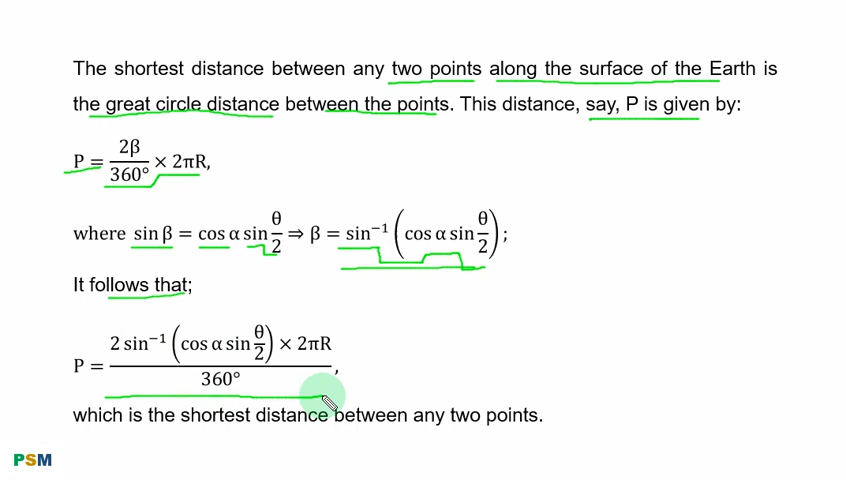 The shortest distance between any two points along the surface of the Earth is
the great circle distance between the points. This distance, say, P is given by:
P = 2β/360° × 2πR,
where sin β = cos α sin θ/2 ⇒ β = sin⁻¹ (cos α sin θ/2);
It follows that;
P = 2 sin⁻¹ (cos α sin θ/2) × 2πR / 360°,
which is the shortest distance between any two points.
PSM